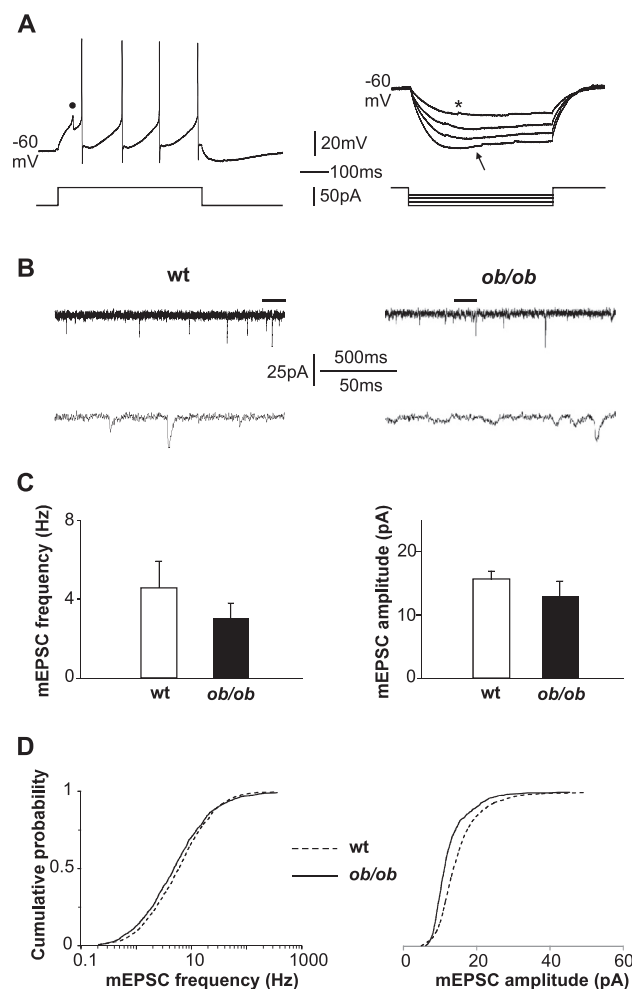 A
-60
mV
20mV
100ms
50pA
-60
mV
*
B
wt
ob/ob
25pA
500ms
50ms
C
mEPSC frequency (Hz)
8
4
0
wt
ob/ob
mEPSC amplitude (pA)
20
10
0
wt
ob/ob
D
Cumulative probability
1
0.5
0
0.1
10
1000
mEPSC frequency (Hz)
wt
ob/ob
0
20
40
60
mEPSC amplitude (pA)